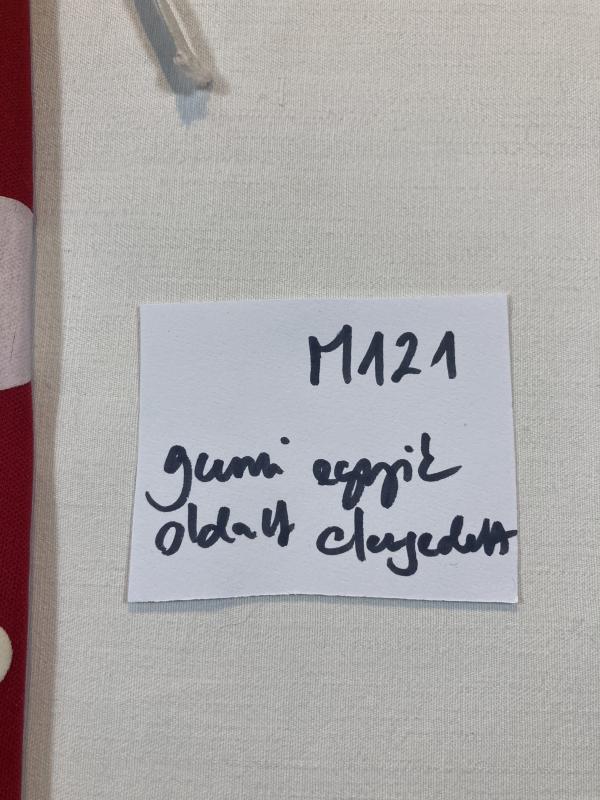 M121
gumi egyik
oldalt elengedett